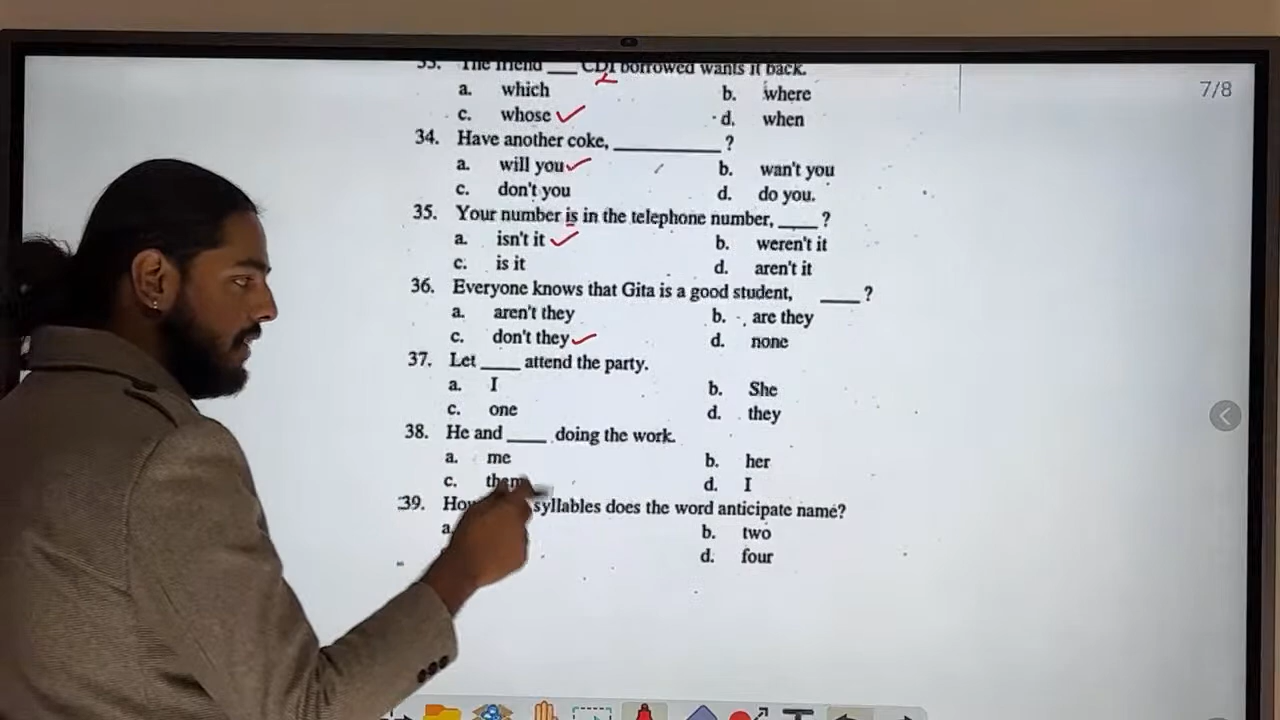 33. The friend ___ CDI borrowed wants it back.
a. which b. where
c. whose d. when
34. Have another coke, __________ ?
a. will you b. wan't you
c. don't you d. do you.
35. Your number is in the telephone number, ____ ?
a. isn't it b. weren't it
c. is it d. aren't it
36. Everyone knows that Gita is a good student, ____ ?
a. aren't they b. are they
c. don't they d. none
37. Let ____ attend the party.
a. I b. She
c. one d. they
38. He and ____ doing the work.
a. me b. her
c. them d. I
39. syllables does the word anticipate name?
a. b. two
d. four
7/8